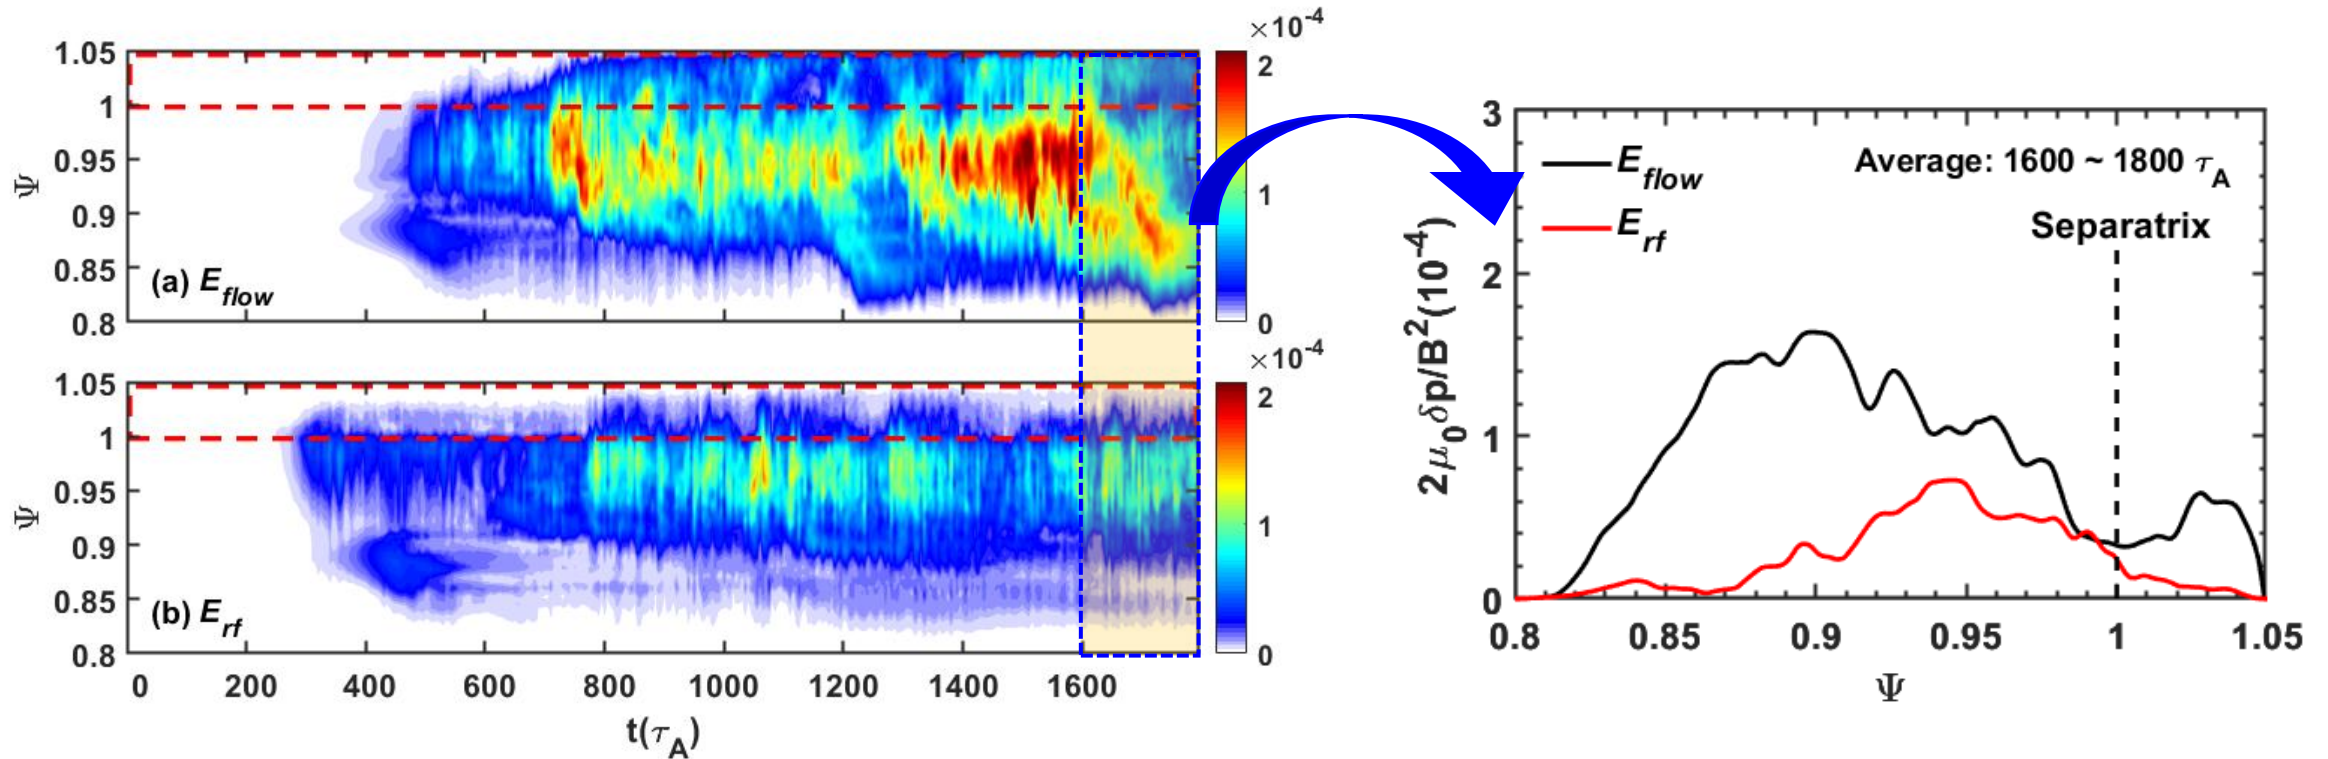 ×10⁻⁴
1.05
1
0.95
0.9
0.85
0.8
Ψ
(a) E_flow
2
1
0
×10⁻⁴
1.05
1
0.95
0.9
0.85
0.8
Ψ
(b) E_rf
2
1
0
0 200 400 600 800 1000 1200 1400 1600
t(τ_A)
3
2
1
0
2μ₀δp/B²(10⁻⁴)
E_flow
E_rf
Average: 1600 ~ 1800 τ_A
Separatrix
0.8 0.85 0.9 0.95 1 1.05
Ψ